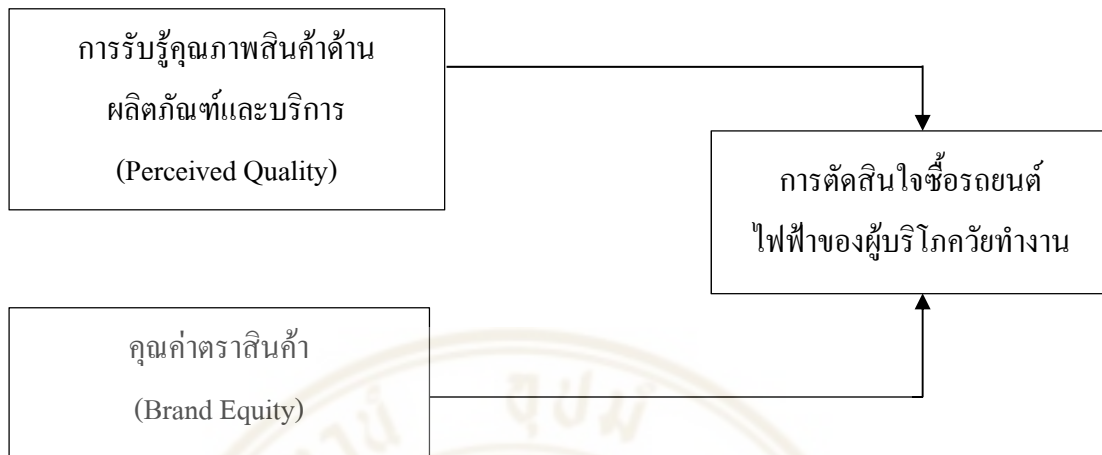 การรับรู้คุณภาพสินค้าด้าน
ผลิตภัณฑ์และบริการ
(Perceived Quality)
การตัดสินใจซื้อรถยนต์
ไฟฟ้าของผู้บริโภควัยทำงาน
คุณค่าตราสินค้า
(Brand Equity)